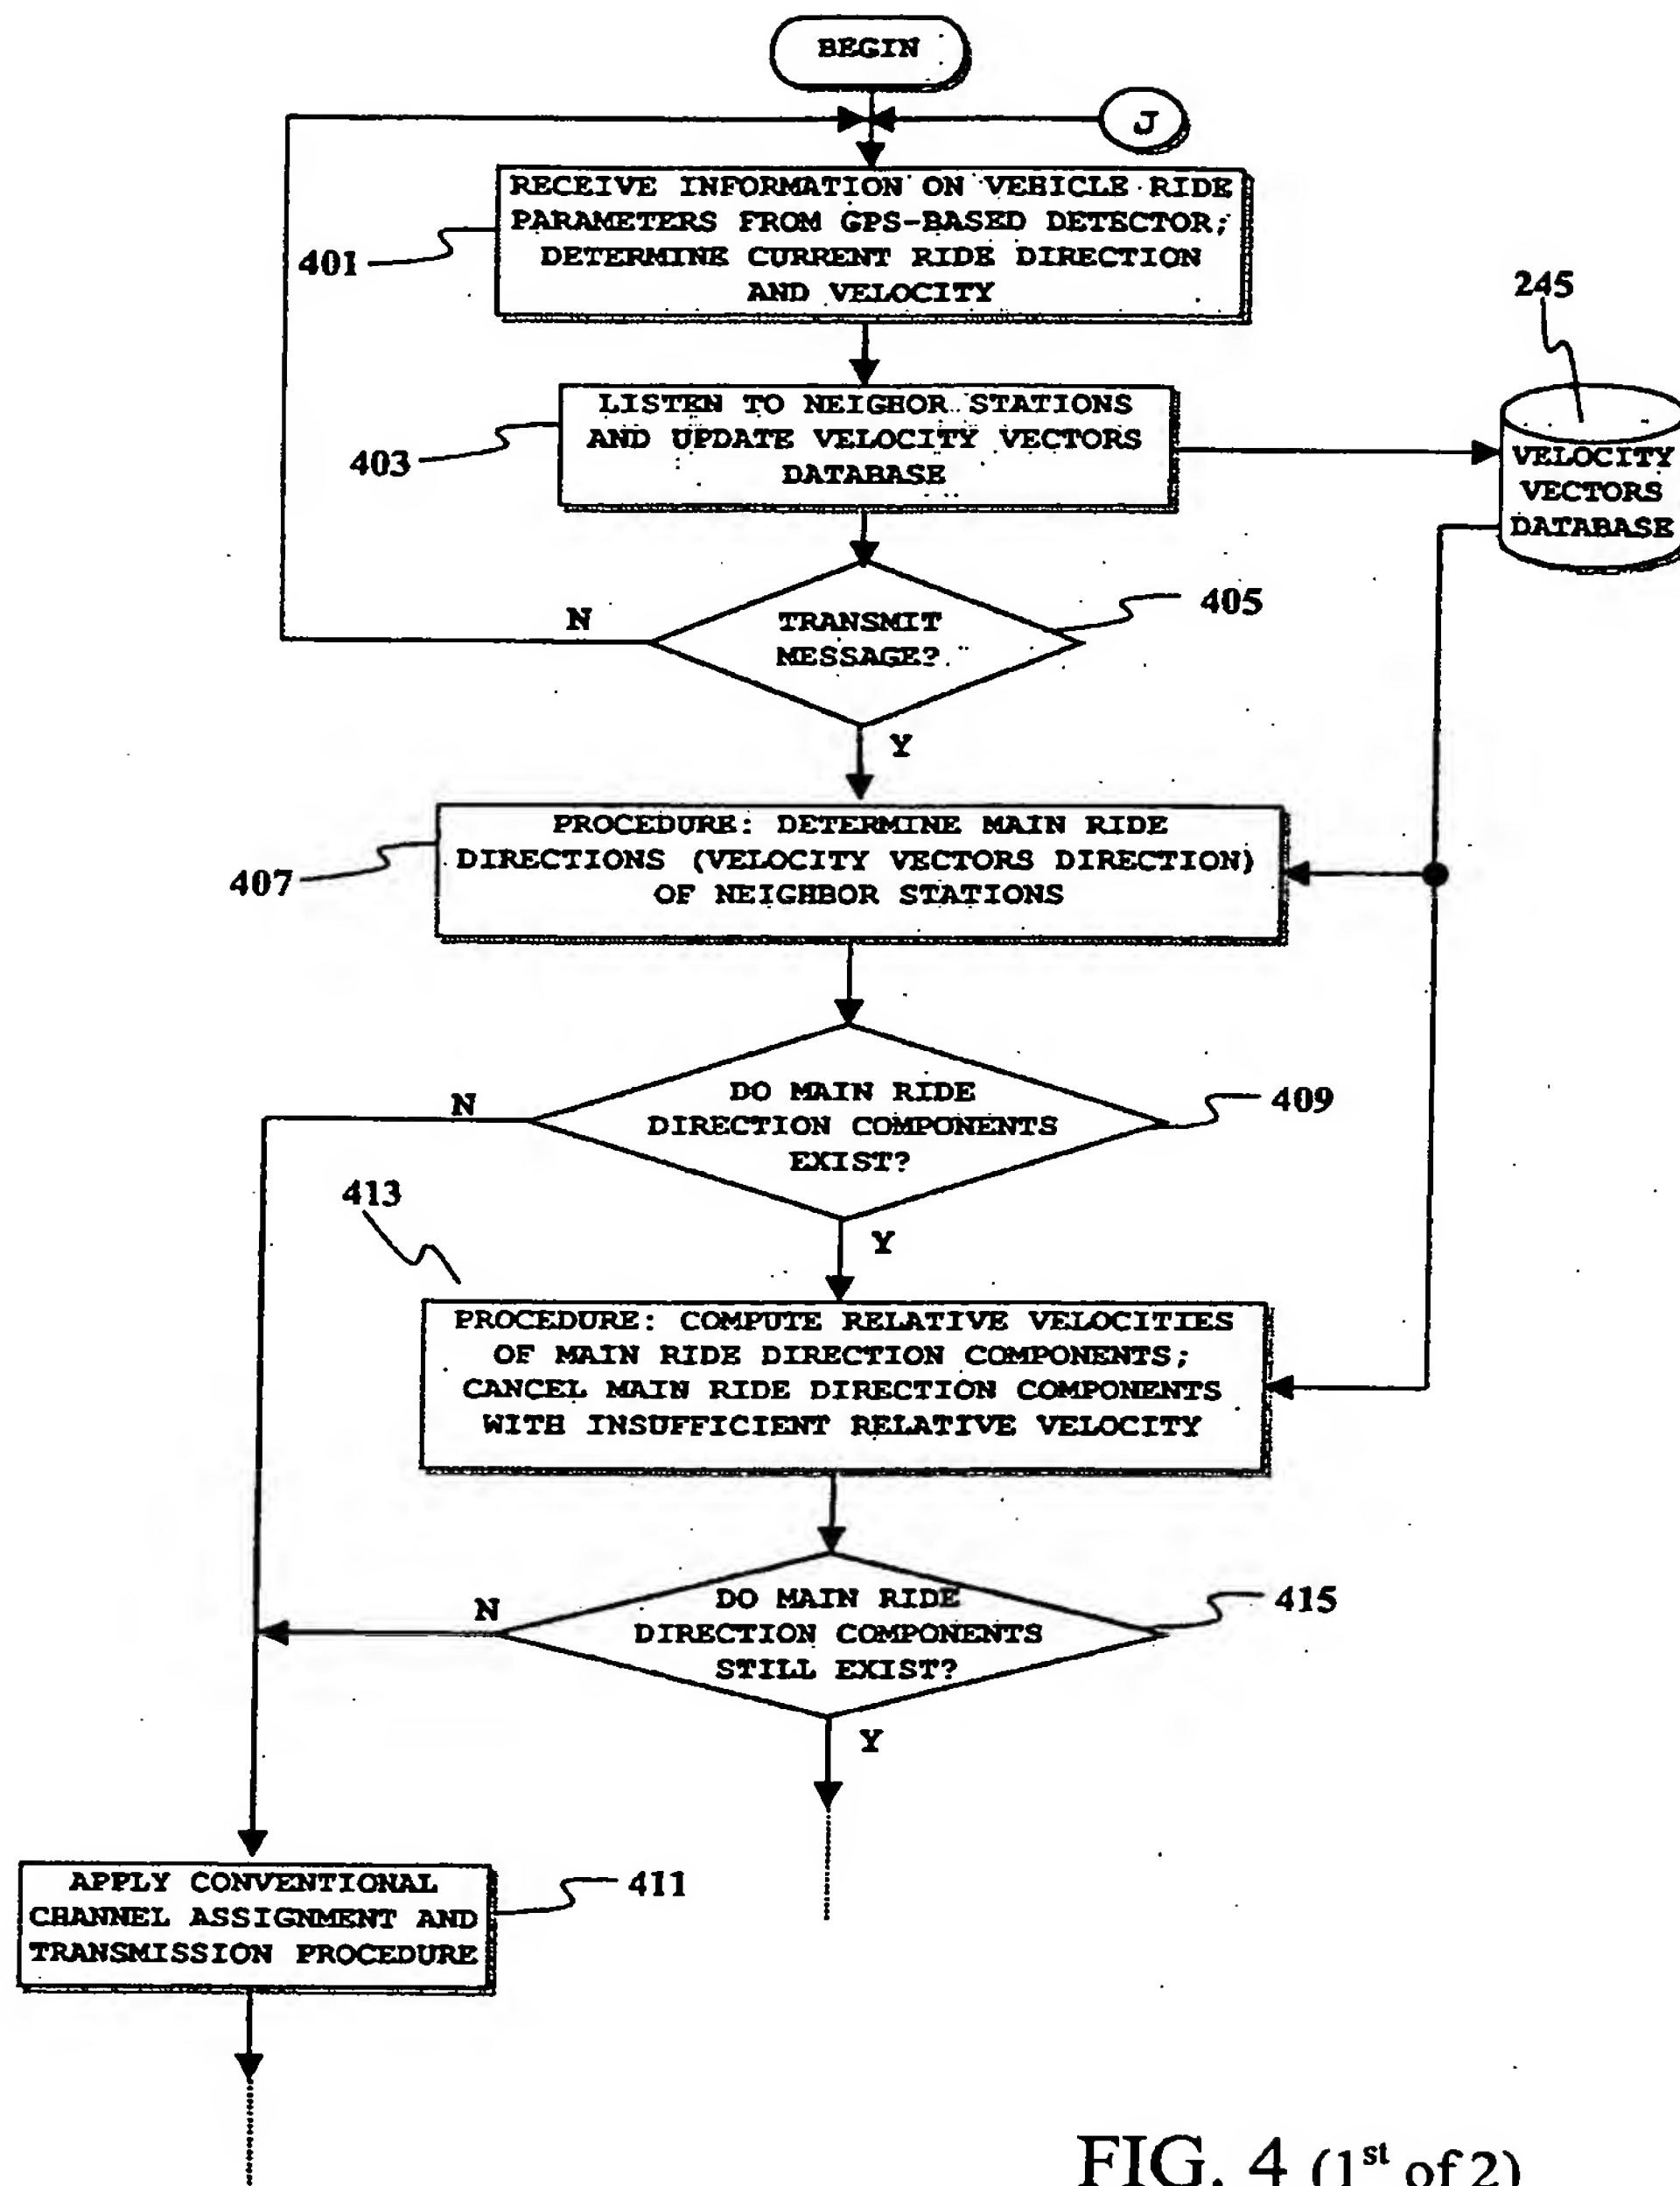 BEGIN
J
RECEIVE INFORMATION ON VEHICLE RIDE
PARAMETERS FROM GPS-BASED DETECTOR;
DETERMINE CURRENT RIDE DIRECTION
AND VELOCITY
401
245
LISTEN TO NEIGHBOR STATIONS
AND UPDATE VELOCITY VECTORS
DATABASE
403
VELOCITY
VECTORS
DATABASE
405
N
TRANSMIT
MESSAGE?
Y
PROCEDURE: DETERMINE MAIN RIDE
DIRECTIONS (VELOCITY VECTORS DIRECTION)
OF NEIGHBOR STATIONS
407
N
DO MAIN RIDE
DIRECTION COMPONENTS
EXIST?
409
413
Y
PROCEDURE: COMPUTE RELATIVE VELOCITIES
OF MAIN RIDE DIRECTION COMPONENTS;
CANCEL MAIN RIDE DIRECTION COMPONENTS
WITH INSUFFICIENT RELATIVE VELOCITY
N
DO MAIN RIDE
DIRECTION COMPONENTS
STILL EXIST?
415
Y
APPLY CONVENTIONAL
CHANNEL ASSIGNMENT AND
TRANSMISSION PROCEDURE
411
FIG. 4 (1st of 2)